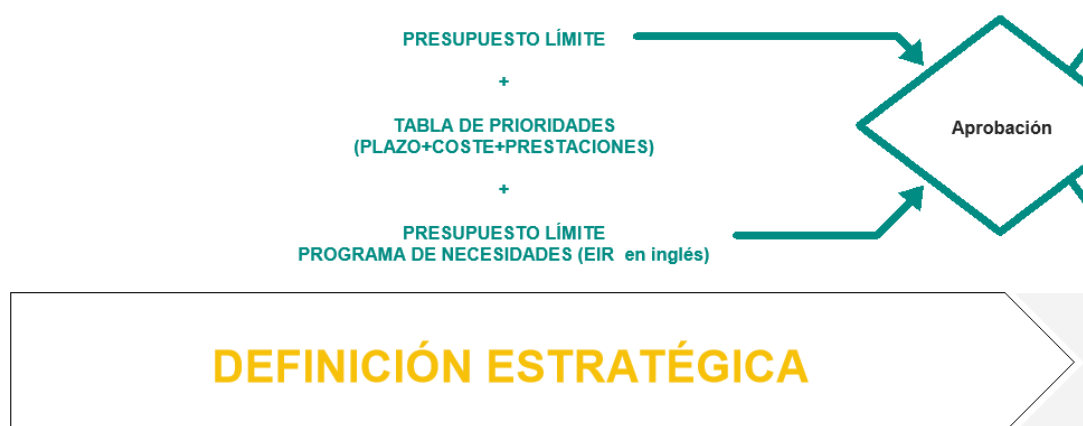 PRESUPUESTO LÍMITE
+
TABLA DE PRIORIDADES
(PLAZO+COSTE+PRESTACIONES)
+
PRESUPUESTO LÍMITE
PROGRAMA DE NECESIDADES (EIR en inglés)
Aprobación
DEFINICIÓN ESTRATÉGICA